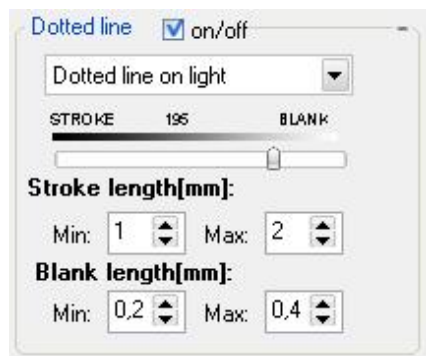 Dotted line on/off
Dotted line on light
STROKE 195 BLANK
Stroke length[mm]:
Min: 1 Max: 2
Blank length[mm]:
Min: 0,2 Max: 0,4